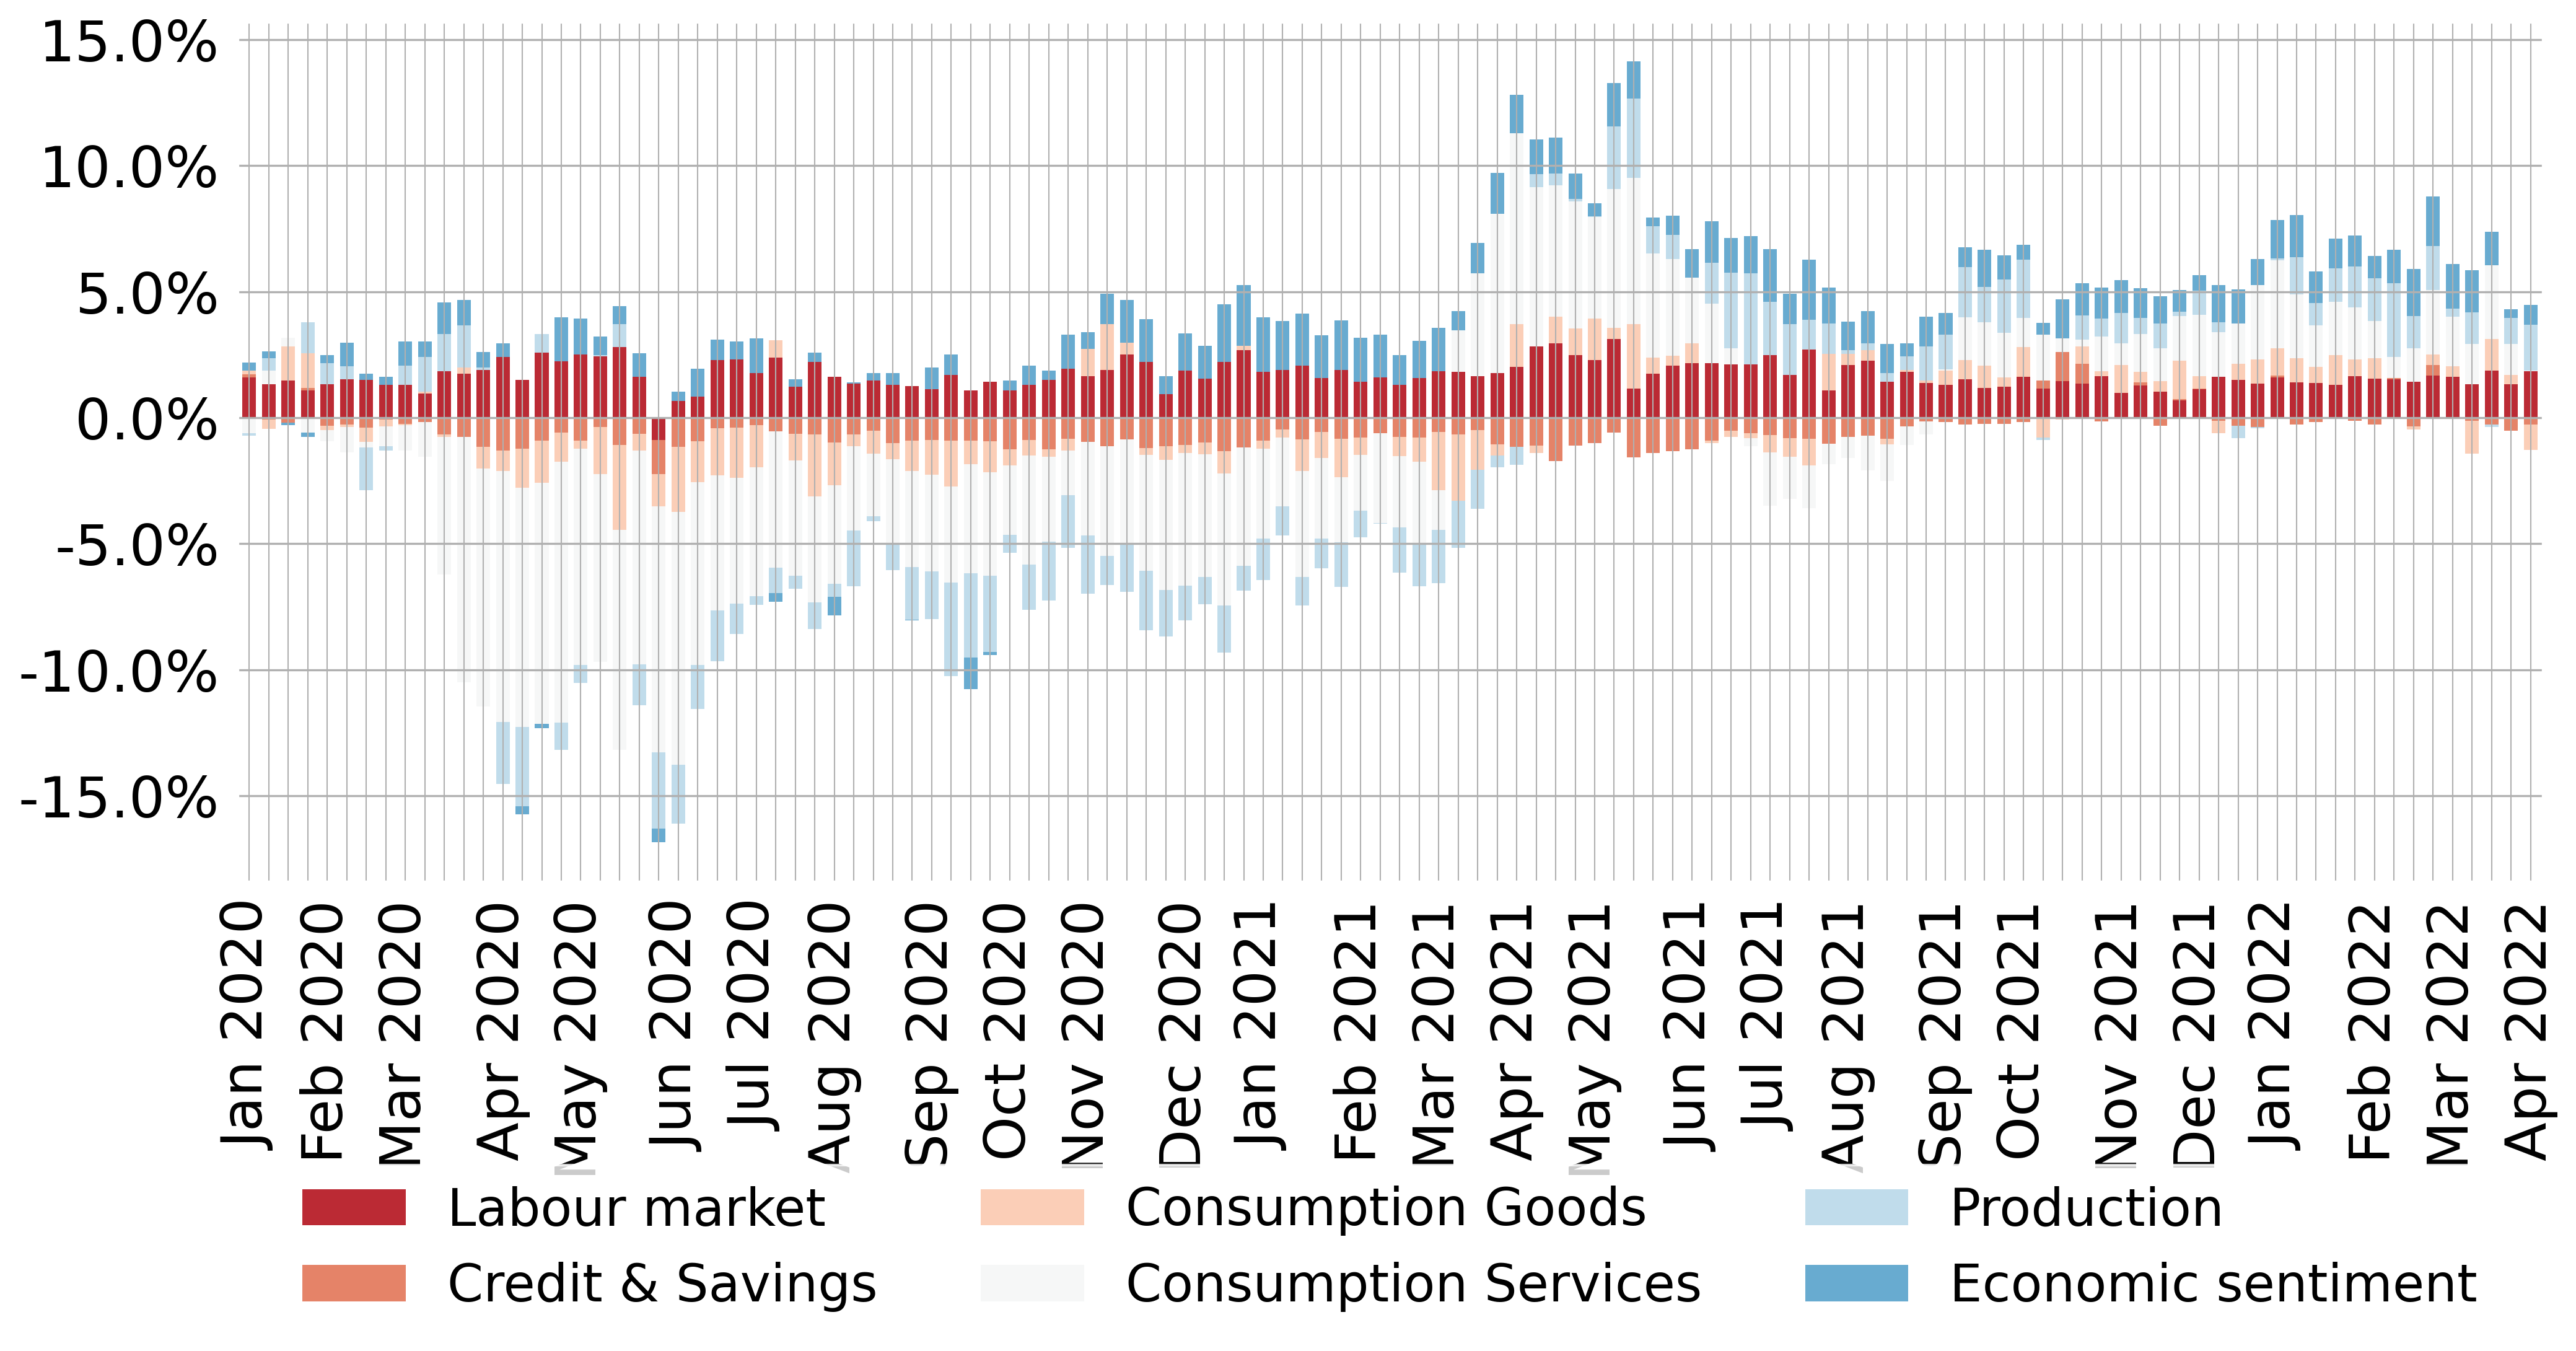 15.0%
10.0%
5.0%
0.0%
-5.0%
-10.0%
-15.0%
Jan 2020
Feb 2020
Mar 2020
Apr 2020
May 2020
Jun 2020
Jul 2020
Aug 2020
Sep 2020
Oct 2020
Nov 2020
Dec 2020
Jan 2021
Feb 2021
Mar 2021
Apr 2021
May 2021
Jun 2021
Jul 2021
Aug 2021
Sep 2021
Oct 2021
Nov 2021
Dec 2021
Jan 2022
Feb 2022
Mar 2022
Apr 2022
Labour market
Consumption Goods
Production
Credit & Savings
Consumption Services
Economic sentiment